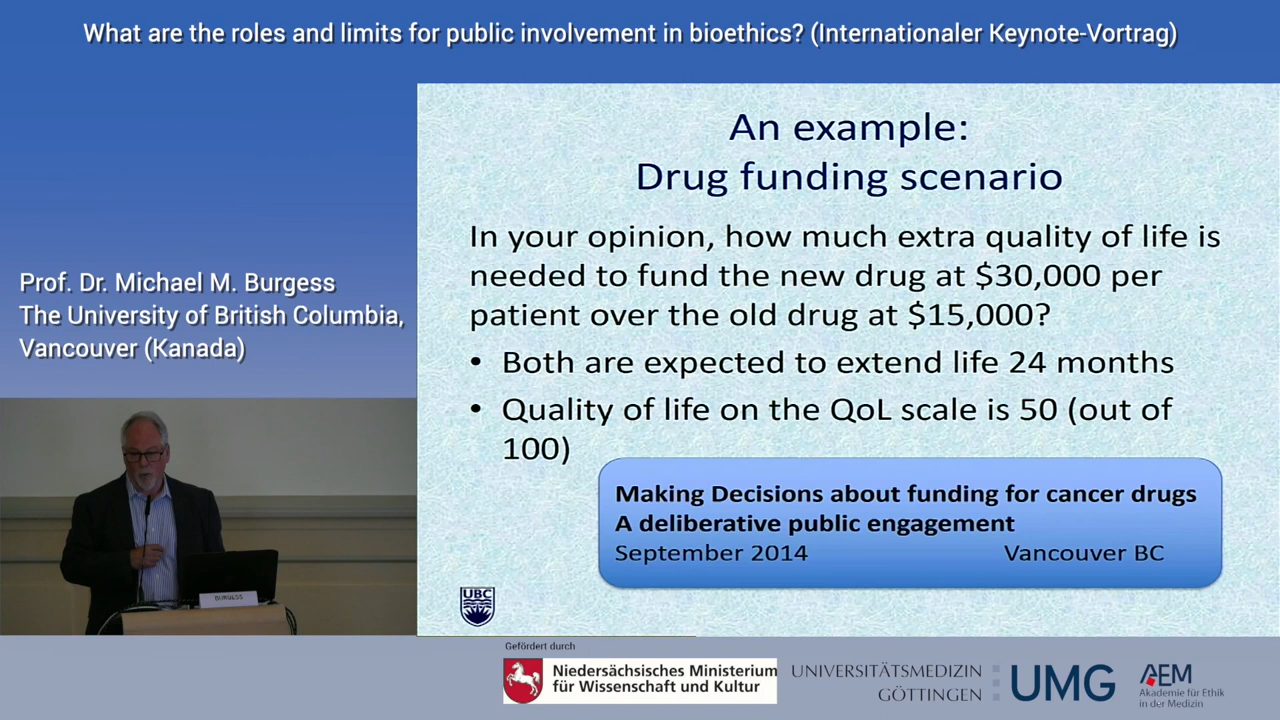 What are the roles and limits for public involvement in bioethics? (Internationaler Keynote-Vortrag)
Prof. Dr. Michael M. Burgess
The University of British Columbia,
Vancouver (Kanada)
An example:
Drug funding scenario
In your opinion, how much extra quality of life is
needed to fund the new drug at $30,000 per
patient over the old drug at $15,000?
• Both are expected to extend life 24 months
• Quality of life on the QoL scale is 50 (out of
100)
Making Decisions about funding for cancer drugs
A deliberative public engagement
September 2014 Vancouver BC
UBC
BURGESS
Gefördert durch
Niedersächsisches Ministerium
für Wissenschaft und Kultur
UNIVERSITÄTSMEDIZIN
GÖTTINGEN
UMG
AEM
Akademie für Ethik
in der Medizin